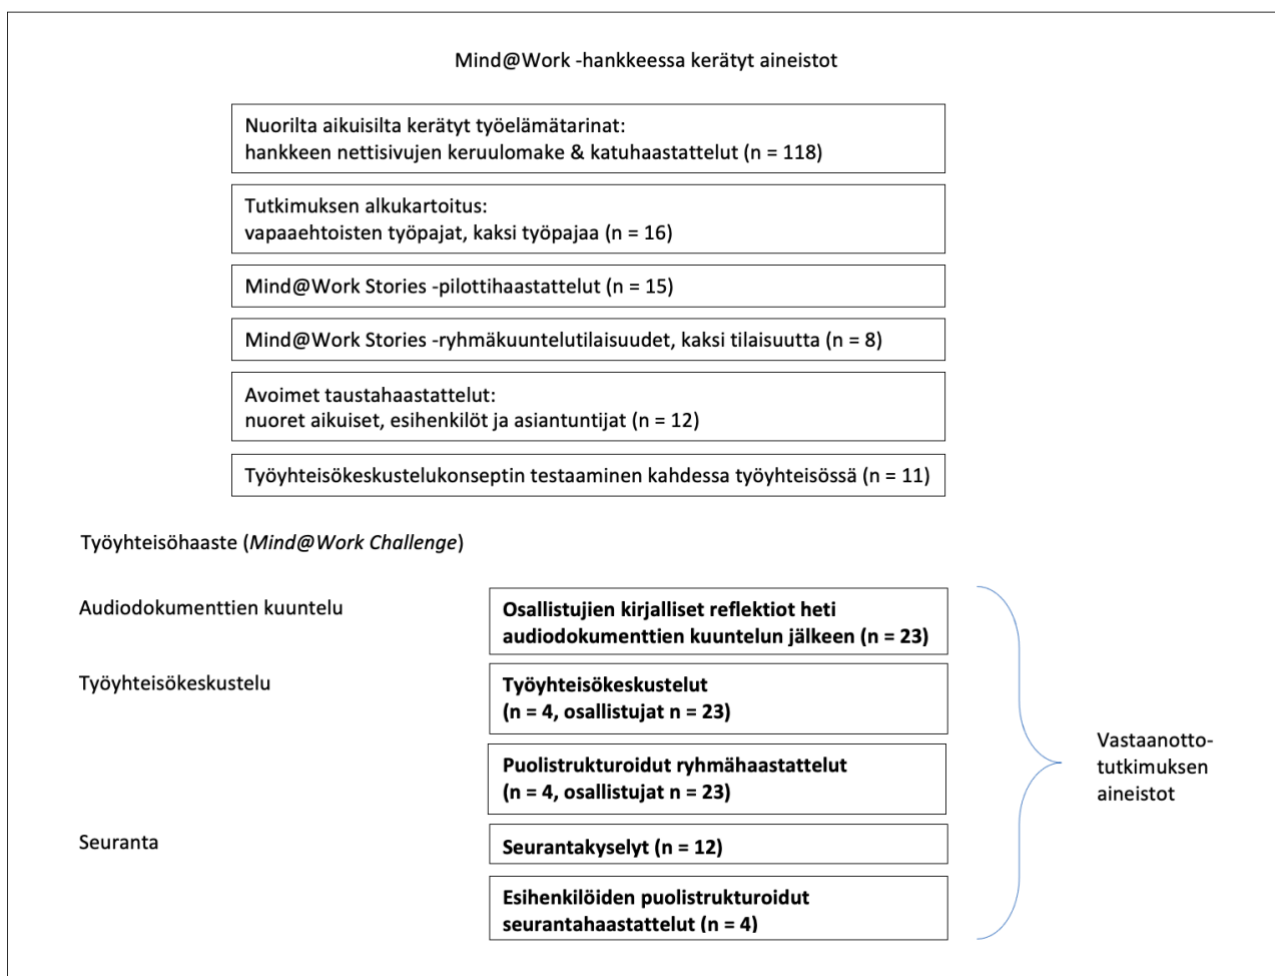 Mind@Work -hankkeessa kerätyt aineistot
Nuorilta aikuisilta kerätyt työelämätarinat:
hankkeen nettisivujen keruulomake & katuhaastattelut (n = 118)
Tutkimuksen alkukartoitus:
vapaaehtoisten työpajat, kaksi työpajaa (n = 16)
Mind@Work Stories -pilottihaastattelut (n = 15)
Mind@Work Stories -ryhmäkuuntelutilaisuudet, kaksi tilaisuutta (n = 8)
Avoimet taustahaastattelut:
nuoret aikuiset, esihenkilöt ja asiantuntijat (n = 12)
Työyhteisökeskustelukonseptin testaaminen kahdessa työyhteisössä (n = 11)
Työyhteisöhaaste (Mind@Work Challenge)
Audiodokumenttien kuuntelu
Osallistujien kirjalliset reflektiot heti
audiodokumenttien kuuntelun jälkeen (n = 23)
Työyhteisökeskustelu
Työyhteisökeskustelut
(n = 4, osallistujat n = 23)
Puolistrukturoidut ryhmähaastattelut
(n = 4, osallistujat n = 23)
Seuranta
Seurantakyselyt (n = 12)
Esihenkilöiden puolistrukturoidut
seurantahaastattelut (n = 4)
Vastaanotto-
tutkimuksen
aineistot